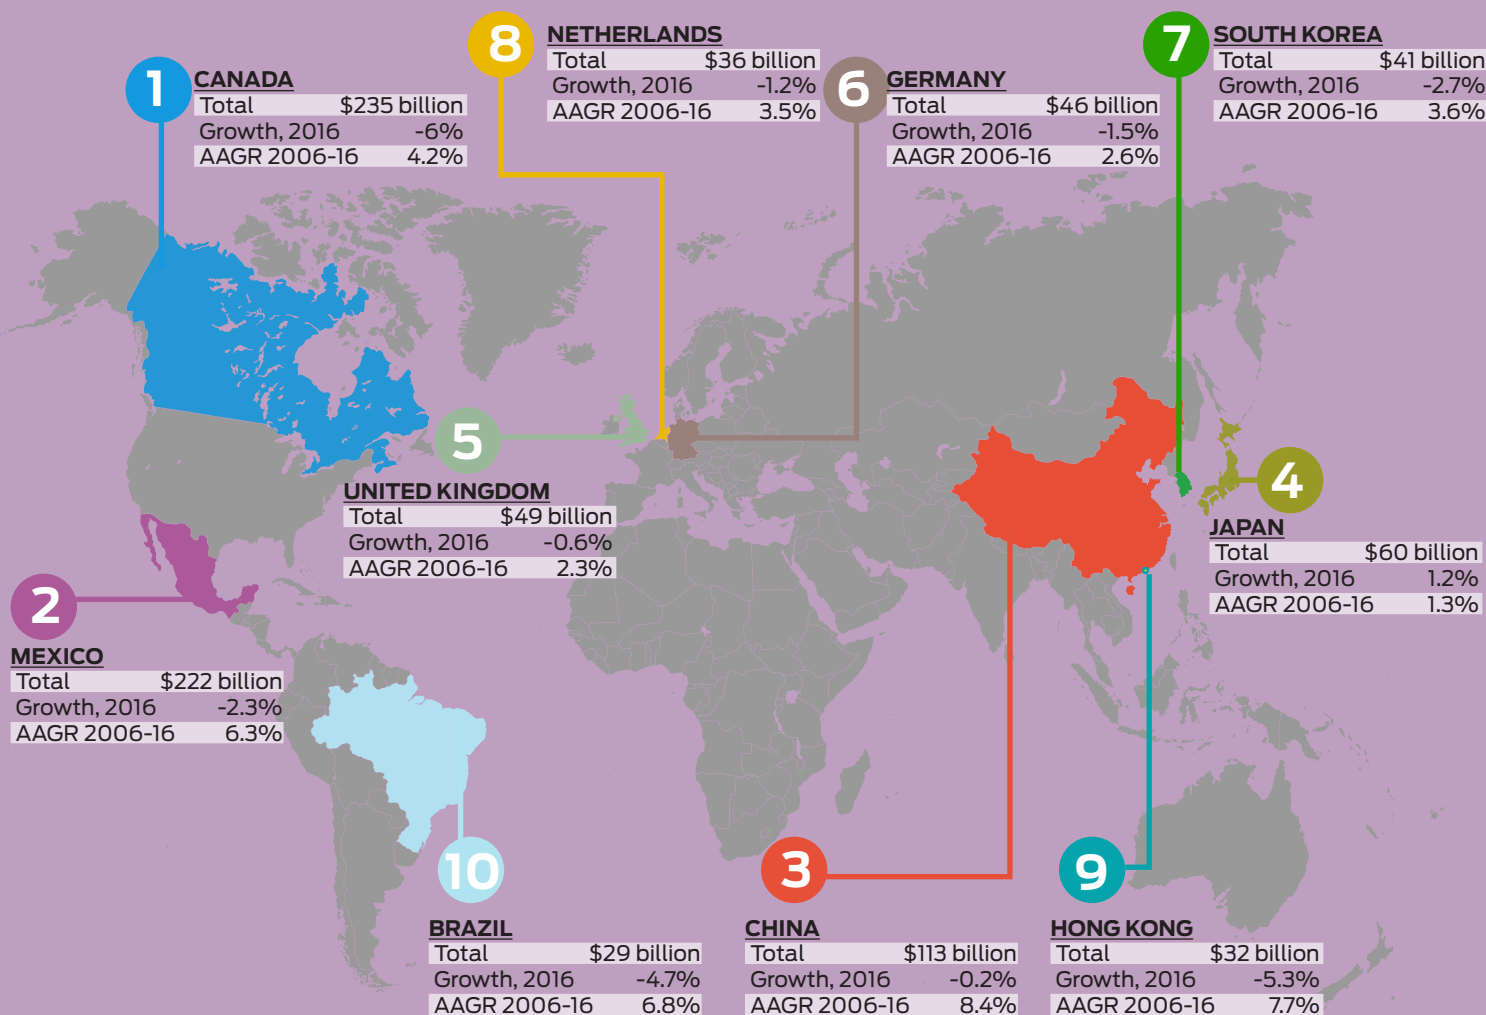 1
CANADA
Total $235 billion
Growth, 2016 -6%
AAGR 2006-16 4.2%
8
NETHERLANDS
Total $36 billion
Growth, 2016 -1.2%
AAGR 2006-16 3.5%
6
GERMANY
Total $46 billion
Growth, 2016 -1.5%
AAGR 2006-16 2.6%
7
SOUTH KOREA
Total $41 billion
Growth, 2016 -2.7%
AAGR 2006-16 3.6%
5
UNITED KINGDOM
Total $49 billion
Growth, 2016 -0.6%
AAGR 2006-16 2.3%
4
JAPAN
Total $60 billion
Growth, 2016 1.2%
AAGR 2006-16 1.3%
2
MEXICO
Total $222 billion
Growth, 2016 -2.3%
AAGR 2006-16 6.3%
10
BRAZIL
Total $29 billion
Growth, 2016 -4.7%
AAGR 2006-16 6.8%
3
CHINA
Total $113 billion
Growth, 2016 -0.2%
AAGR 2006-16 8.4%
9
HONG KONG
Total $32 billion
Growth, 2016 -5.3%
AAGR 2006-16 7.7%